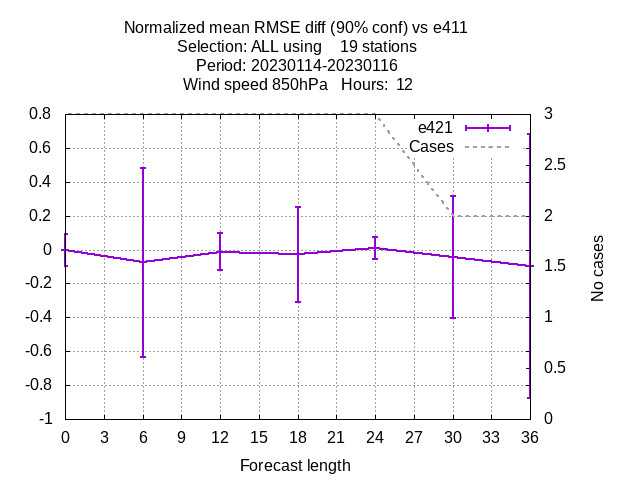 Normalized mean RMSE diff (90% conf) vs e411
Selection: ALL using 19 stations
Period: 20230114-20230116
Wind speed 850hPa Hours: 12
e421
Cases
0.8
0.6
0.4
0.2
0
-0.2
-0.4
-0.6
-0.8
-1
3
2.5
2
1.5
1
0.5
0
No cases
0 3 6 9 12 15 18 21 24 27 30 33 36
Forecast length